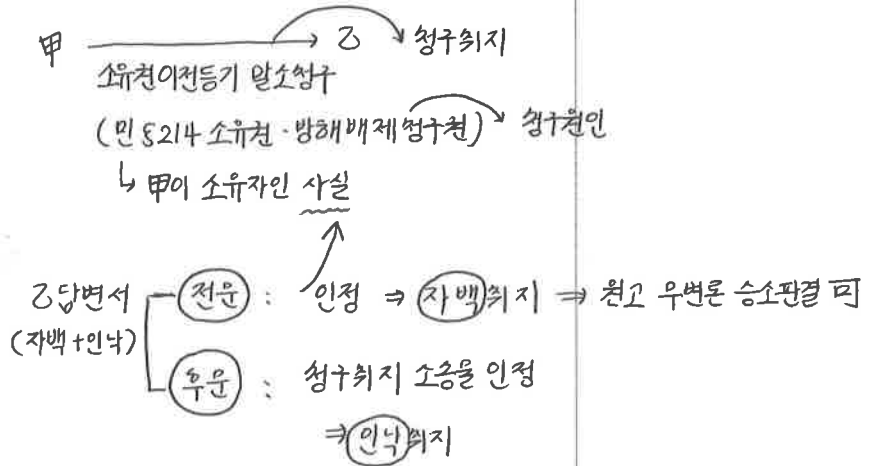 甲 → 乙 청구취지
소유권이전등기 말소청구
(민§214 소유권·방해배제청구권) 청구원인
↳ 甲이 소유자인 사실
乙답변서 전문 : 인정 ⇒ 자백취지 ⇒ 원고 무변론 승소판결 可
(자백+인낙)
후문 : 청구취지 소송물 인정
⇒ 인낙취지